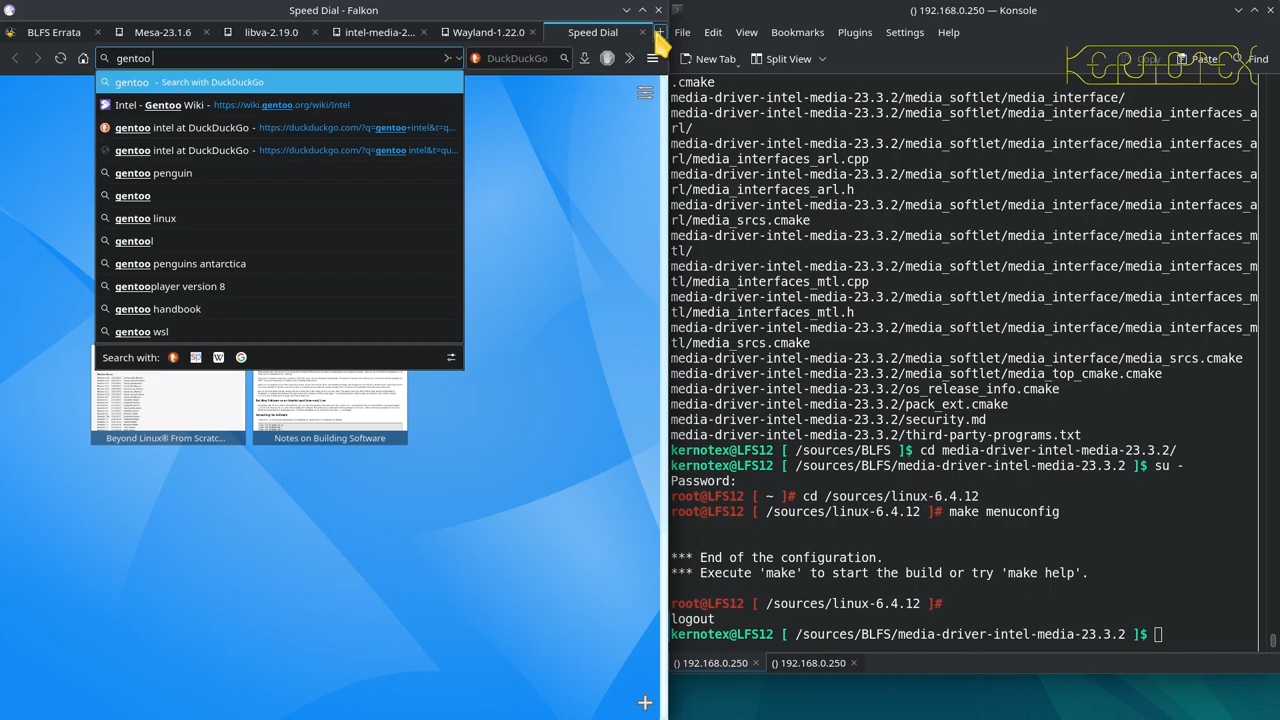 Speed Dial - Falkon
BLFS Errata
Mesa-23.1.6
libva-2.19.0
intel-media-2...
Wayland-1.22.0
Speed Dial
gentoo
DuckDuckGo
gentoo - Search with DuckDuckGo
Intel - Gentoo Wiki - https://wiki.gentoo.org/wiki/Intel
gentoo intel at DuckDuckGo - https://duckduckgo.com/?q=gentoo+intel&t=q...
gentoo intel at DuckDuckGo - https://duckduckgo.com/?q=gentoo intel&t=qu...
gentoo penguin
gentoo
gentoo linux
gentool
gentoo penguins antarctica
gentooplayer version 8
gentoo handbook
gentoo wsl
Search with:
Beyond Linux® From Scratc...
Notes on Building Software
() 192.168.0.250 — Konsole
File Edit View Bookmarks Plugins Settings Help
New Tab Split View Copy Paste Find
KERNOTEX
.cmake
media-driver-intel-media-23.3.2/media_softlet/media_interface/
media-driver-intel-media-23.3.2/media_softlet/media_interface/media_interfaces_a
rl/
media-driver-intel-media-23.3.2/media_softlet/media_interface/media_interfaces_a
rl/media_interfaces_arl.cpp
media-driver-intel-media-23.3.2/media_softlet/media_interface/media_interfaces_a
rl/media_interfaces_arl.h
media-driver-intel-media-23.3.2/media_softlet/media_interface/media_interfaces_a
rl/media_srcs.cmake
media-driver-intel-media-23.3.2/media_softlet/media_interface/media_interfaces_m
tl/
media-driver-intel-media-23.3.2/media_softlet/media_interface/media_interfaces_m
tl/media_interfaces_mtl.cpp
media-driver-intel-media-23.3.2/media_softlet/media_interface/media_interfaces_m
tl/media_interfaces_mtl.h
media-driver-intel-media-23.3.2/media_softlet/media_interface/media_interfaces_m
tl/media_srcs.cmake
media-driver-intel-media-23.3.2/media_softlet/media_interface/media_srcs.cmake
media-driver-intel-media-23.3.2/media_softlet/media_top_cmake.cmake
media-driver-intel-media-23.3.2/os_release_info.cmake
media-driver-intel-media-23.3.2/pack_ext.cmake
media-driver-intel-media-23.3.2/security.md
media-driver-intel-media-23.3.2/third-party-programs.txt
kernotex@LFS12 [ /sources/BLFS ]$ cd media-driver-intel-media-23.3.2/
kernotex@LFS12 [ /sources/BLFS/media-driver-intel-media-23.3.2 ]$ su -
Password:
root@LFS12 [ ~ ]# cd /sources/linux-6.4.12
root@LFS12 [ /sources/linux-6.4.12 ]# make menuconfig
*** End of the configuration.
*** Execute 'make' to start the build or try 'make help'.
root@LFS12 [ /sources/linux-6.4.12 ]#
logout
kernotex@LFS12 [ /sources/BLFS/media-driver-intel-media-23.3.2 ]$
() 192.168.0.250
() 192.168.0.250